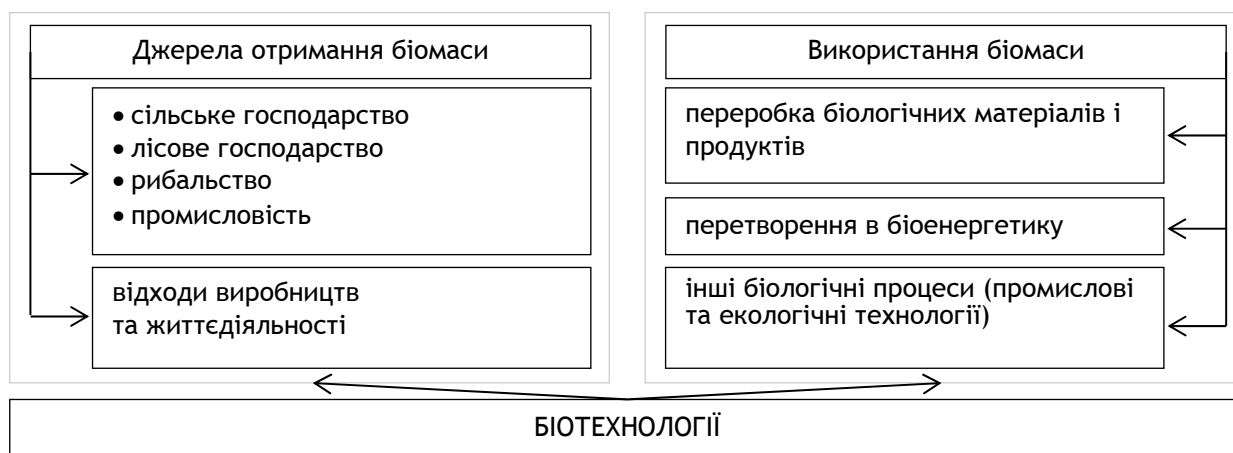 Джерела отримання біомаси
• сільське господарство
• лісове господарство
• рибальство
• промисловість
відходи виробництв
та життєдіяльності
Використання біомаси
переробка біологічних матеріалів і
продуктів
перетворення в біоенергетику
інші біологічні процеси (промислові
та екологічні технології)
БІОТЕХНОЛОГІЇ